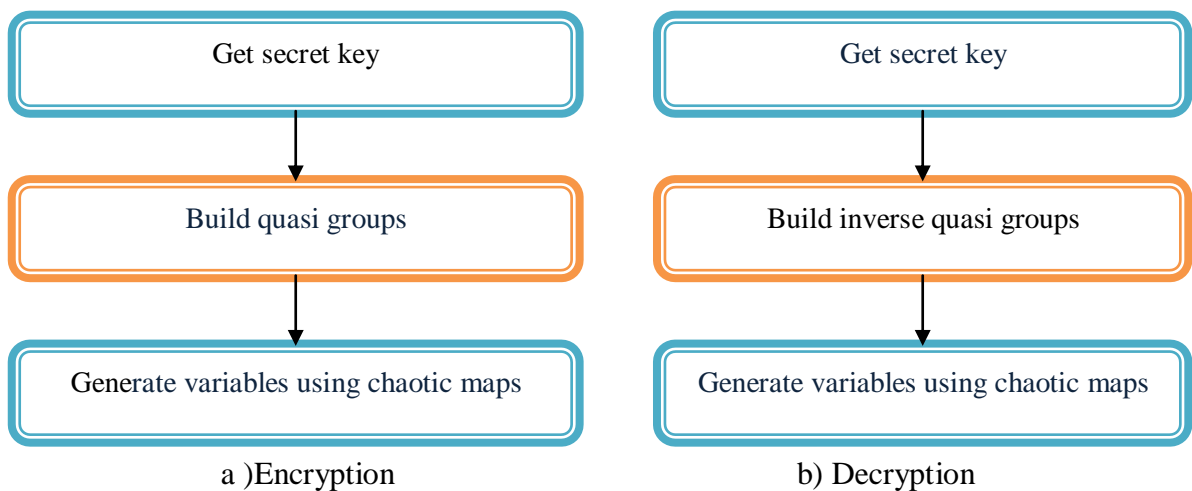 Get secret key
Build quasi groups
Generate variables using chaotic maps
a )Encryption
Get secret key
Build inverse quasi groups
Generate variables using chaotic maps
b) Decryption